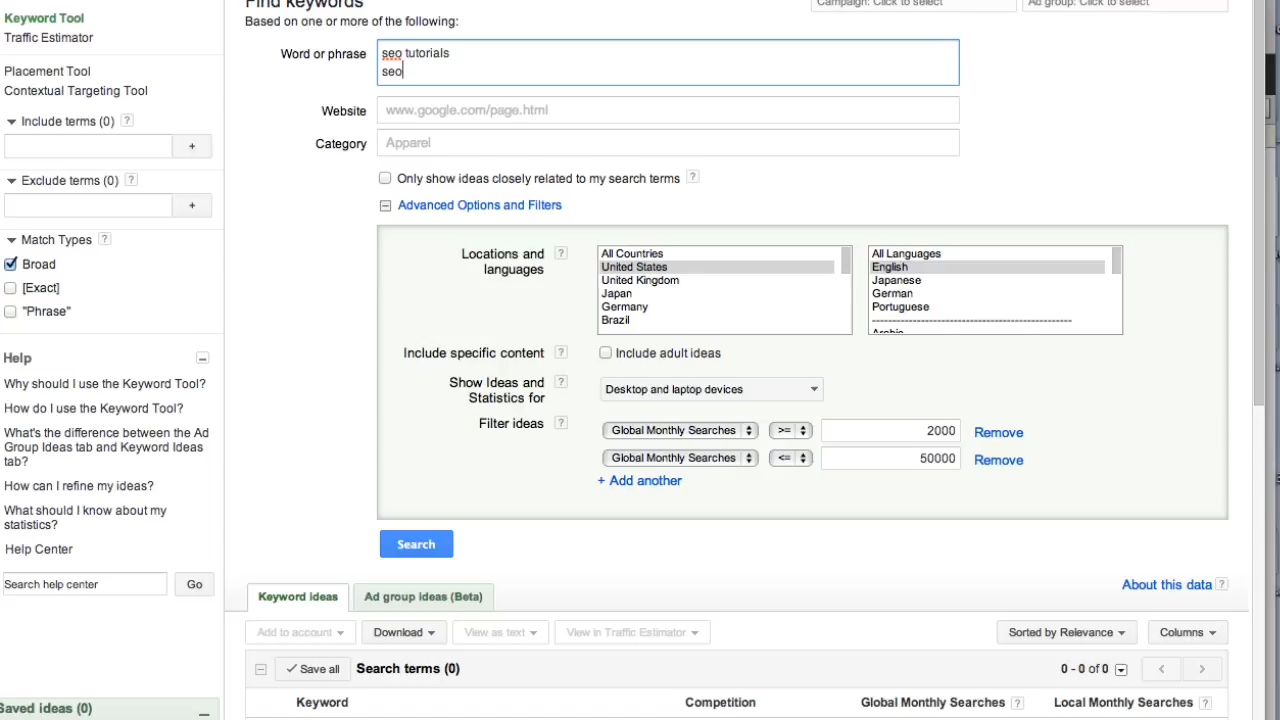 Keyword Tool
Traffic Estimator
Placement Tool
Contextual Targeting Tool
Include terms (0) ?
+
Exclude terms (0) ?
+
Match Types ?
Broad
[Exact]
"Phrase"
Help
Why should I use the Keyword Tool?
How do I use the Keyword Tool?
What's the difference between the Ad
Group Ideas tab and Keyword Ideas
tab?
How can I refine my ideas?
What should I know about my
statistics?
Help Center
Search help center Go
Saved ideas (0)
Find keywords
Campaign: Click to select Ad group: Click to select
Based on one or more of the following:
Word or phrase seo tutorials
seo
Website www.google.com/page.html
Category Apparel
Only show ideas closely related to my search terms ?
Advanced Options and Filters
Locations and
languages ?
All Countries
United States
United Kingdom
Japan
Germany
Brazil
All Languages
English
Japanese
German
Portuguese
--------------------------------------------------
Arabic
Include specific content ? Include adult ideas
Show Ideas and
Statistics for ? Desktop and laptop devices
Filter ideas ? Global Monthly Searches >= 2000 Remove
Global Monthly Searches <= 50000 Remove
+ Add another
Search
About this data ?
Keyword ideas Ad group ideas (Beta)
Add to account Download View as text View in Traffic Estimator Sorted by Relevance Columns
Save all Search terms (0) 0 - 0 of 0
Keyword Competition Global Monthly Searches ? Local Monthly Searches ?